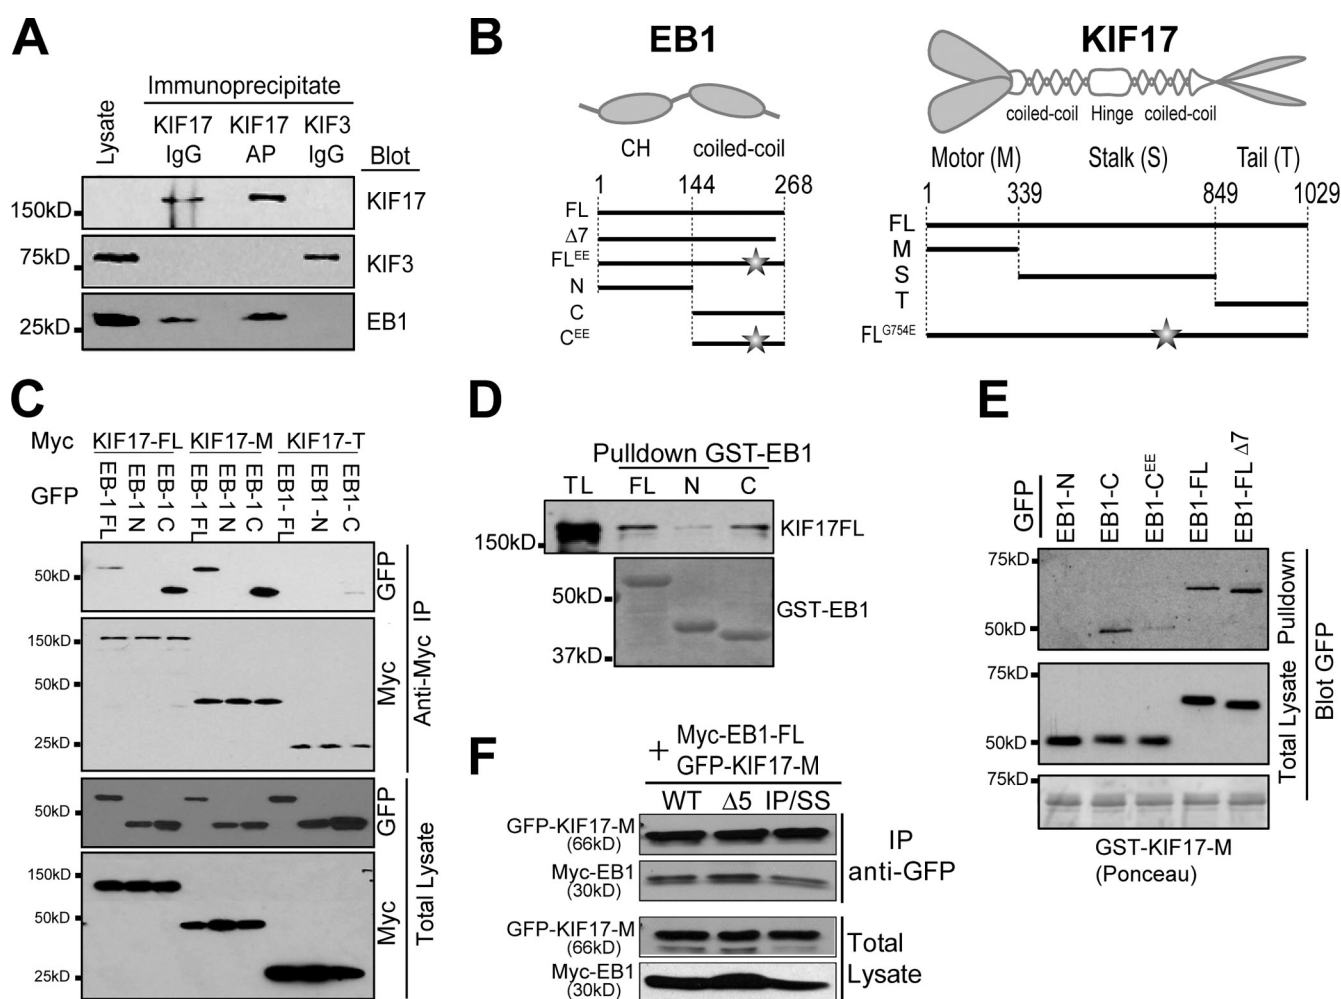 A
Immunoprecipitate
Lysate
KIF17 KIF17 KIF3
IgG AP IgG Blot
150kD KIF17
75kD KIF3
25kD EB1
B
EB1
CH coiled-coil
1 144 268
FL
Δ7
FLEE
N
C
CEE
KIF17
coiled-coil Hinge coiled-coil
Motor (M) Stalk (S) Tail (T)
1 339 849 1029
FL
M
S
T
FLG754E
C
Myc KIF17-FL KIF17-M KIF17-T
GFP EB-1 FL EB-1 N EB-1 C EB-1 FL EB-1 N EB-1 C EB1-FL EB1-N EB1-C
50kD GFP
150kD
50kD Myc
25kD
Anti-Myc IP
50kD GFP
150kD
50kD Myc
25kD
Total Lysate
D
Pulldown GST-EB1
TL FL N C
150kD KIF17FL
50kD GST-EB1
37kD
E
GFP EB1-N EB1-C EB1-CEE EB1-FL EB1-FL Δ7
75kD
50kD Pulldown
75kD
50kD Total Lysate
75kD
Blot GFP
GST-KIF17-M
(Ponceau)
F
+ Myc-EB1-FL
GFP-KIF17-M
WT Δ5 IP/SS
GFP-KIF17-M
(66kD)
Myc-EB1
(30kD)
IP
anti-GFP
GFP-KIF17-M
(66kD)
Myc-EB1
(30kD)
Total
Lysate